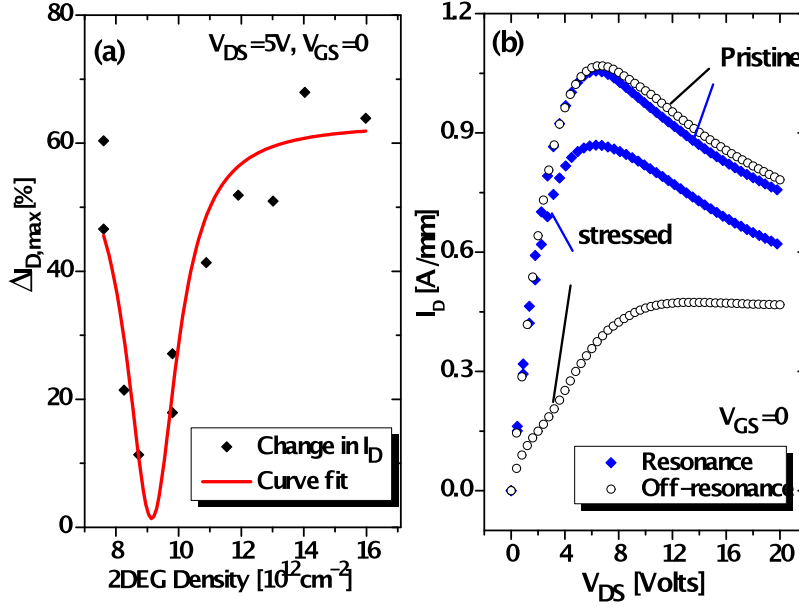 (a)
V_DS=5V, V_GS=0
80
60
40
20
0
ΔI_D,max[%]
8 10 12 14 16
2DEG Density [10^12cm^-2]
Change in I_D
Curve fit
(b)
Pristine
stressed
V_GS=0
Resonance
Off-resonance
1.2
0.9
0.6
0.3
0.0
I_D [A/mm]
0 4 8 12 16 20
V_DS [Volts]